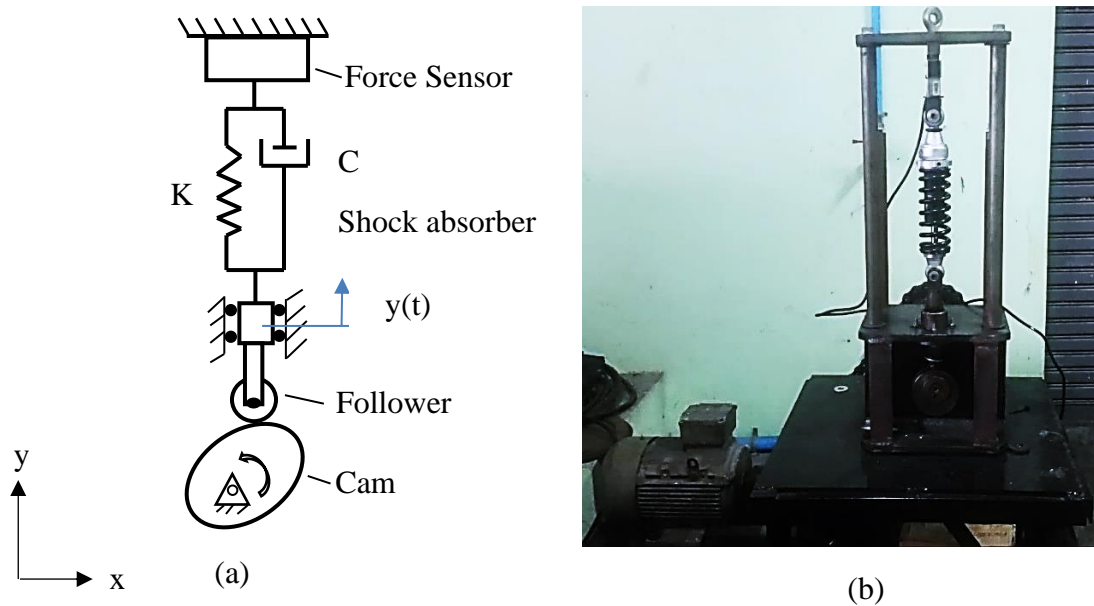 Force Sensor
C
K
Shock absorber
y(t)
Follower
y
Cam
x
(a)
(b)